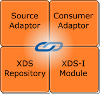 Source
Adaptor
Consumer
Adaptor
XDS
Repository
XDS-I
Module